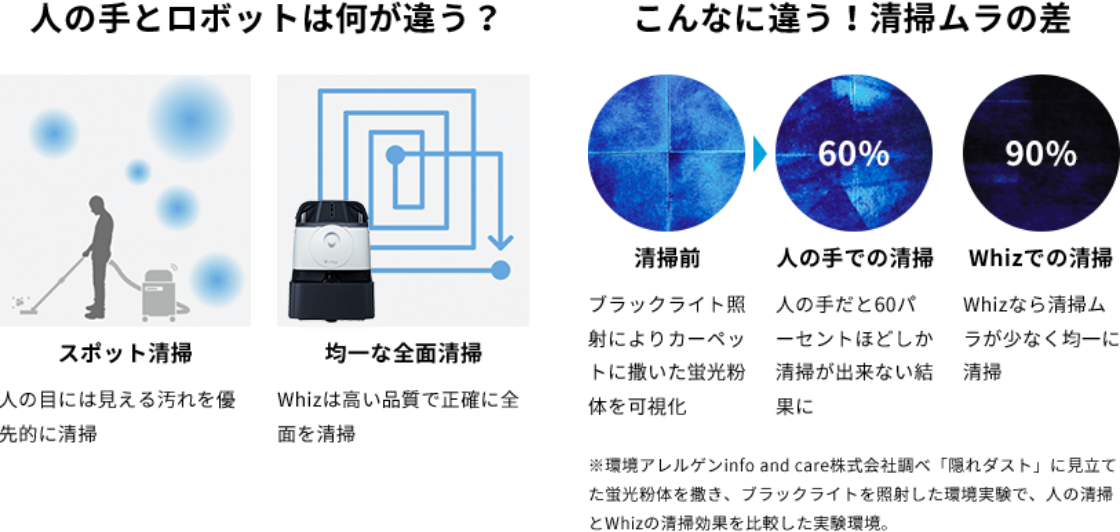 人の手とロボットは何が違う？
スポット清掃
人の目には見える汚れを優
先的に清掃
均一な全面清掃
Whizは高い品質で正確に全
面を清掃
こんなに違う！清掃ムラの差
清掃前
ブラックライト照
射によりカーペッ
トに撒いた蛍光粉
体を可視化
60%
人の手での清掃
人の手だと60パ
ーセントほどしか
清掃が出来ない結
果に
90%
Whizでの清掃
Whizなら清掃ム
ラが少なく均一に
清掃
※環境アレルゲンinfo and care株式会社調べ「隠れダスト」に見立て
た蛍光粉体を撒き、ブラックライトを照射した環境実験で、人の清掃
とWhizの清掃効果を比較した実験環境。